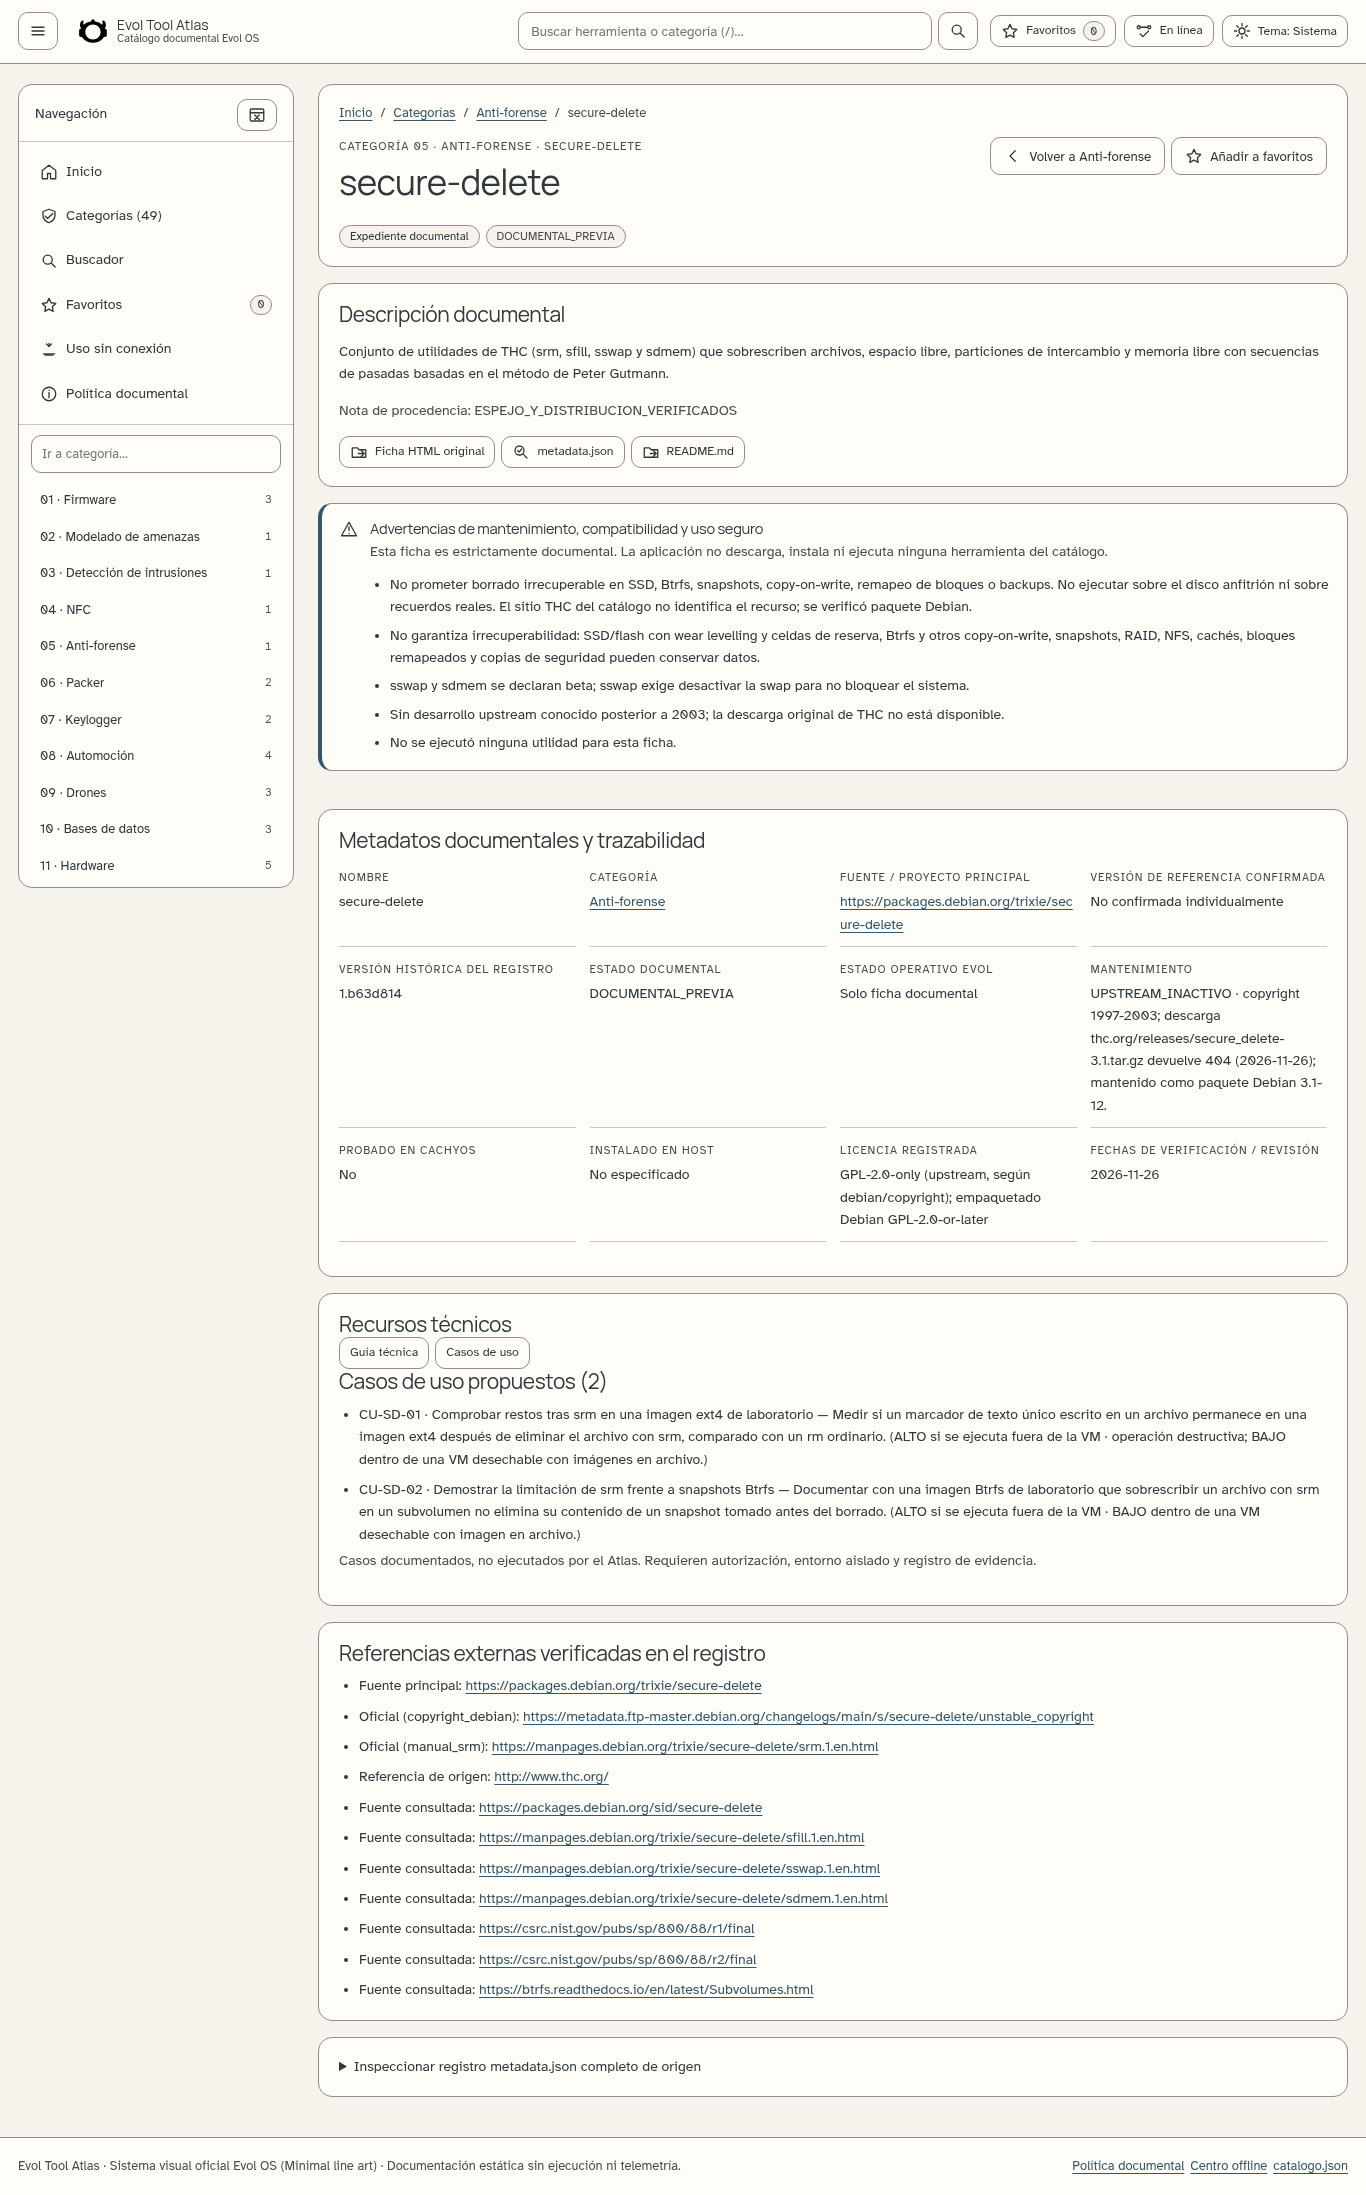 Evol Tool Atlas
Catálogo documental Evol OS
Buscar herramienta o categoría (/)...
Favoritos 0
En línea
Tema: Sistema
Navegación
Inicio
Categorías (49)
Buscador
Favoritos 0
Uso sin conexión
Política documental
Ir a categoría...
01 · Firmware 3
02 · Modelado de amenazas 1
03 · Detección de intrusiones 1
04 · NFC 1
05 · Anti-forense 1
06 · Packer 2
07 · Keylogger 2
08 · Automoción 4
09 · Drones 3
10 · Bases de datos 3
11 · Hardware 5
Inicio / Categorías / Anti-forense / secure-delete
CATEGORÍA 05 · ANTI-FORENSE · SECURE-DELETE
secure-delete
Volver a Anti-forense
Añadir a favoritos
Expediente documental
DOCUMENTAL_PREVIA
Descripción documental
Conjunto de utilidades de THC (srm, sfill, sswap y sdmem) que sobrescriben archivos, espacio libre, particiones de intercambio y memoria libre con secuencias
de pasadas basadas en el método de Peter Gutmann.
Nota de procedencia: ESPEJO_Y_DISTRIBUCION_VERIFICADOS
Ficha HTML original
metadata.json
README.md
Advertencias de mantenimiento, compatibilidad y uso seguro
Esta ficha es estrictamente documental. La aplicación no descarga, instala ni ejecuta ninguna herramienta del catálogo.
• No prometer borrado irrecuperable en SSD, Btrfs, snapshots, copy-on-write, remapeo de bloques o backups. No ejecutar sobre el disco anfitrión ni sobre
recuerdos reales. El sitio THC del catálogo no identifica el recurso; se verificó paquete Debian.
• No garantiza irrecuperabilidad: SSD/flash con wear levelling y celdas de reserva, Btrfs y otros copy-on-write, snapshots, RAID, NFS, cachés, bloques
remapeados y copias de seguridad pueden conservar datos.
• sswap y sdmem se declaran beta; sswap exige desactivar la swap para no bloquear el sistema.
• Sin desarrollo upstream conocido posterior a 2003; la descarga original de THC no está disponible.
• No se ejecutó ninguna utilidad para esta ficha.
Metadatos documentales y trazabilidad
NOMBRE
secure-delete
CATEGORÍA
Anti-forense
FUENTE / PROYECTO PRINCIPAL
https://packages.debian.org/trixie/sec
ure-delete
VERSIÓN DE REFERENCIA CONFIRMADA
No confirmada individualmente
VERSIÓN HISTÓRICA DEL REGISTRO
1.b63d814
ESTADO DOCUMENTAL
DOCUMENTAL_PREVIA
ESTADO OPERATIVO EVOL
Solo ficha documental
MANTENIMIENTO
UPSTREAM_INACTIVO · copyright
1997-2003; descarga
thc.org/releases/secure_delete-
3.1.tar.gz devuelve 404 (2026-11-26);
mantenido como paquete Debian 3.1-
12.
PROBADO EN CACHYOS
No
INSTALADO EN HOST
No especificado
LICENCIA REGISTRADA
GPL-2.0-only (upstream, según
debian/copyright); empaquetado
Debian GPL-2.0-or-later
FECHAS DE VERIFICACIÓN / REVISIÓN
2026-11-26
Recursos técnicos
Guía técnica
Casos de uso
Casos de uso propuestos (2)
• CU-SD-01 · Comprobar restos tras srm en una imagen ext4 de laboratorio — Medir si un marcador de texto único escrito en un archivo permanece en una
imagen ext4 después de eliminar el archivo con srm, comparado con un rm ordinario. (ALTO si se ejecuta fuera de la VM · operación destructiva; BAJO
dentro de una VM desechable con imágenes en archivo.)
• CU-SD-02 · Demostrar la limitación de srm frente a snapshots Btrfs — Documentar con una imagen Btrfs de laboratorio que sobrescribir un archivo con srm
en un subvolumen no elimina su contenido de un snapshot tomado antes del borrado. (ALTO si se ejecuta fuera de la VM · BAJO dentro de una VM
desechable con imagen en archivo.)
Casos documentados, no ejecutados por el Atlas. Requieren autorización, entorno aislado y registro de evidencia.
Referencias externas verificadas en el registro
• Fuente principal: https://packages.debian.org/trixie/secure-delete
• Oficial (copyright_debian): https://metadata.ftp-master.debian.org/changelogs/main/s/secure-delete/unstable_copyright
• Oficial (manual_srm): https://manpages.debian.org/trixie/secure-delete/srm.1.en.html
• Referencia de origen: http://www.thc.org/
• Fuente consultada: https://packages.debian.org/sid/secure-delete
• Fuente consultada: https://manpages.debian.org/trixie/secure-delete/sfill.1.en.html
• Fuente consultada: https://manpages.debian.org/trixie/secure-delete/sswap.1.en.html
• Fuente consultada: https://manpages.debian.org/trixie/secure-delete/sdmem.1.en.html
• Fuente consultada: https://csrc.nist.gov/pubs/sp/800/88/r1/final
• Fuente consultada: https://csrc.nist.gov/pubs/sp/800/88/r2/final
• Fuente consultada: https://btrfs.readthedocs.io/en/latest/Subvolumes.html
Inspeccionar registro metadata.json completo de origen
Evol Tool Atlas · Sistema visual oficial Evol OS (Minimal line art) · Documentación estática sin ejecución ni telemetría.
Política documental Centro offline catalogo.json